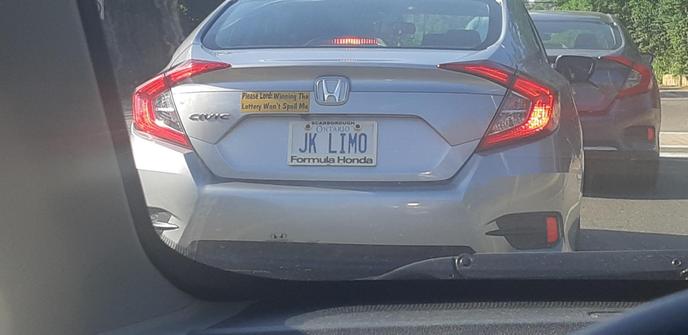 Please Lord: Winning The
Lottery Won't Spoil Me
CIVIC
SCARBOROUGH
ONTARIO
JK LIMO
Formula Honda